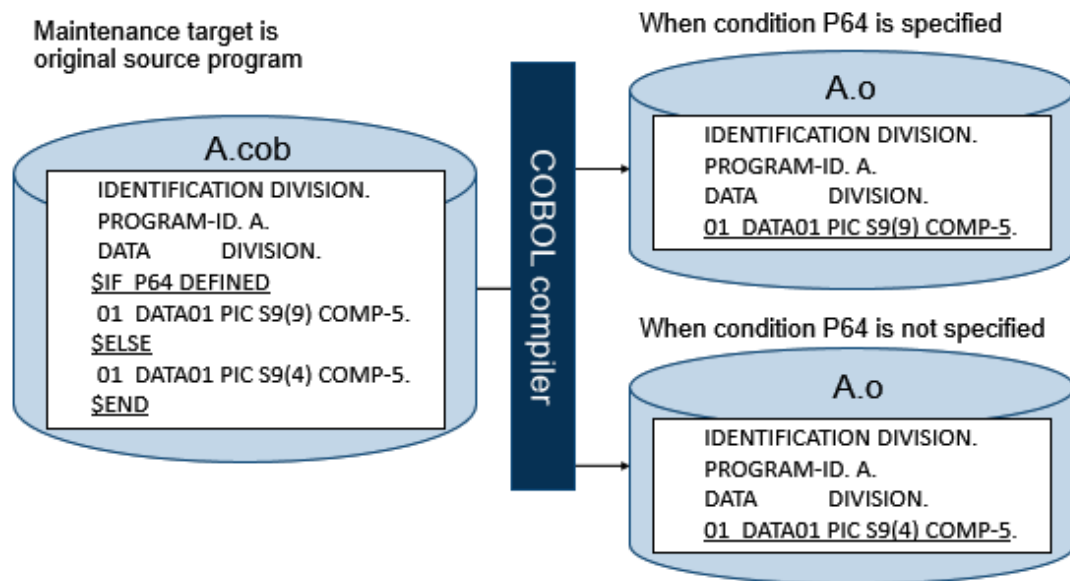 Maintenance target is
original source program
A.cob
IDENTIFICATION DIVISION.
PROGRAM-ID. A.
DATA DIVISION.
$IF P64 DEFINED
01 DATA01 PIC S9(9) COMP-5.
$ELSE
01 DATA01 PIC S9(4) COMP-5.
$END
COBOL compiler
When condition P64 is specified
A.o
IDENTIFICATION DIVISION.
PROGRAM-ID. A.
DATA DIVISION.
01 DATA01 PIC S9(9) COMP-5.
When condition P64 is not specified
A.o
IDENTIFICATION DIVISION.
PROGRAM-ID. A.
DATA DIVISION.
01 DATA01 PIC S9(4) COMP-5.